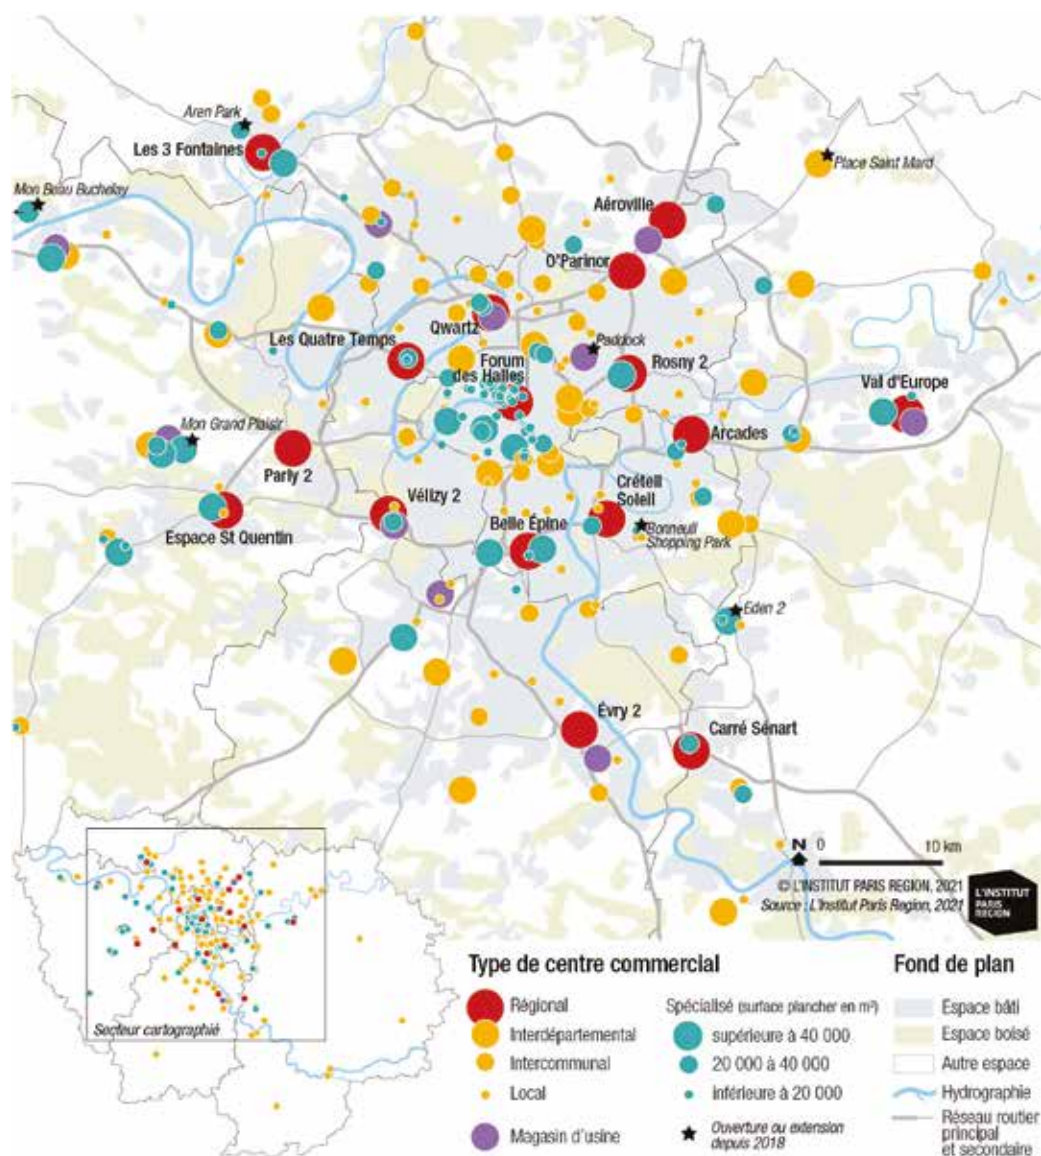 Aren Park
Les 3 Fontaines
Mon Beau Buchelay
Place Saint Mard
Aéroville
O'Parinor
Qwartz
Les Quatre Temps
Paddock
Forum
des Halles
Rosny 2
Val d'Europe
Mon Grand Plaisir
Arcades
Parly 2
Vélizy 2
Créteil
Soleil
Belle Épine
Espace St Quentin
Bonneuil
Shopping Park
Eden 2
Évry 2
Carré Sénart
N 0 10 km
© L'INSTITUT PARIS REGION, 2021
Source : L'Institut Paris Region, 2021
L'INSTITUT
PARIS
REGION
Secteur cartographié
Type de centre commercial
Régional
Interdépartemental
Intercommunal
Local
Magasin d'usine
Spécialisé (surface plancher en m²)
supérieure à 40 000
20 000 à 40 000
inférieure à 20 000
Ouverture ou extension
depuis 2018
Fond de plan
Espace bâti
Espace boisé
Autre espace
Hydrographie
Réseau routier
principal
et secondaire